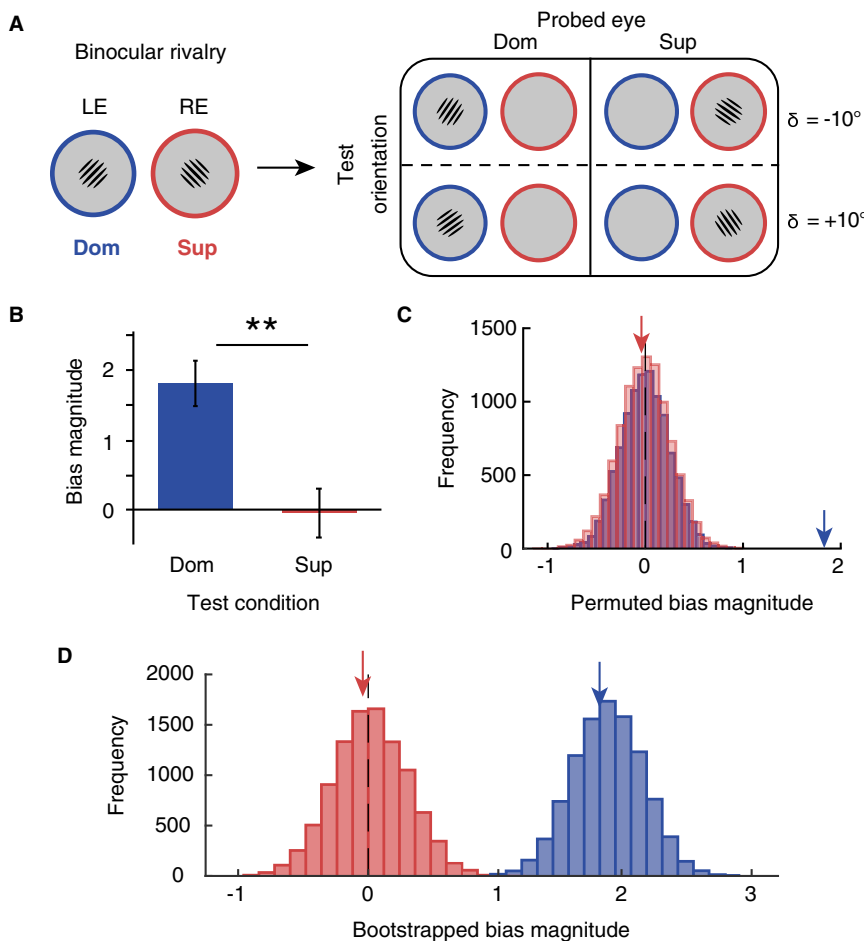 A
Binocular rivalry
LE RE
Dom Sup
Probed eye
Dom Sup
Test
orientation
δ = -10°
δ = +10°
B
**
Bias magnitude
2
1
0
Dom Sup
Test condition
C
Frequency
1500
1000
500
0
-1 0 1 2
Permuted bias magnitude
D
Frequency
2000
1500
1000
500
0
-1 0 1 2 3
Bootstrapped bias magnitude